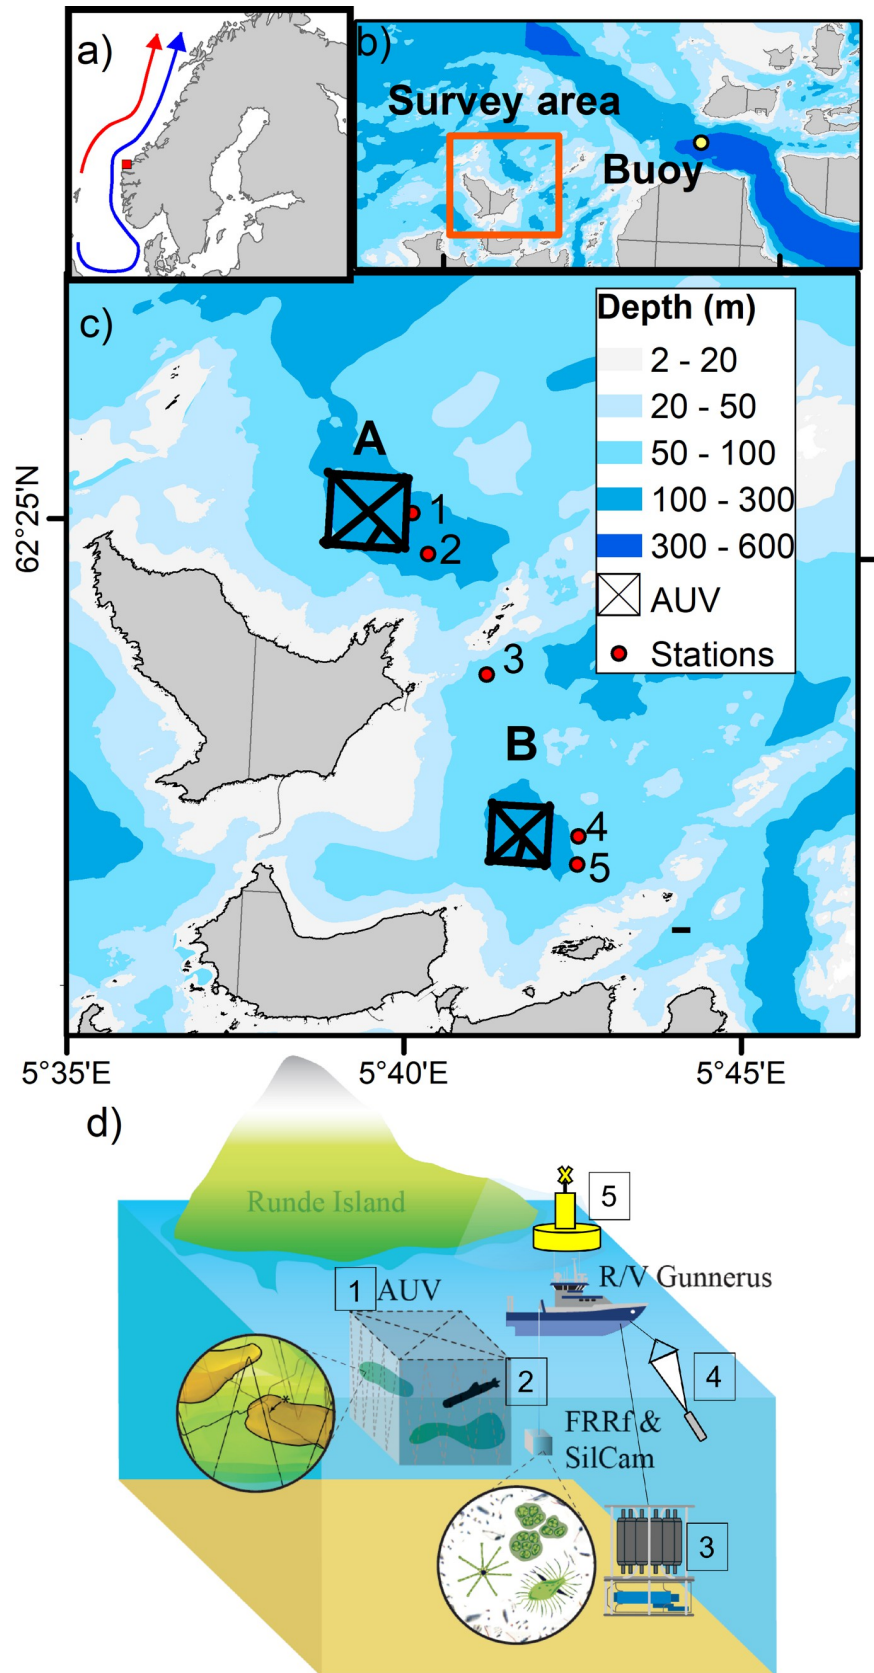 a)
b)
Survey area
Buoy
c)
Depth (m)
2 - 20
20 - 50
50 - 100
100 - 300
300 - 600
AUV
Stations
A
1
2
3
B
4
5
62°25'N
5°35'E
5°40'E
5°45'E
d)
Runde Island
5
R/V Gunnerus
1 AUV
2
4
FRRf &
SilCam
3